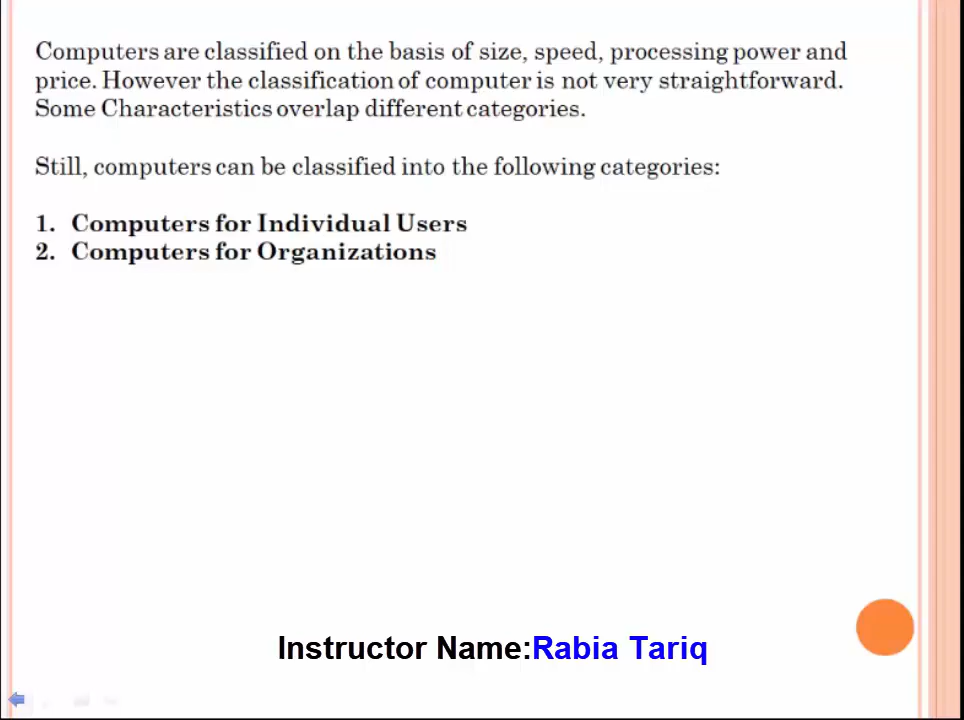 Computers are classified on the basis of size, speed, processing power and
price. However the classification of computer is not very straightforward.
Some Characteristics overlap different categories.
Still, computers can be classified into the following categories:
1. Computers for Individual Users
2. Computers for Organizations
Instructor Name:Rabia Tariq